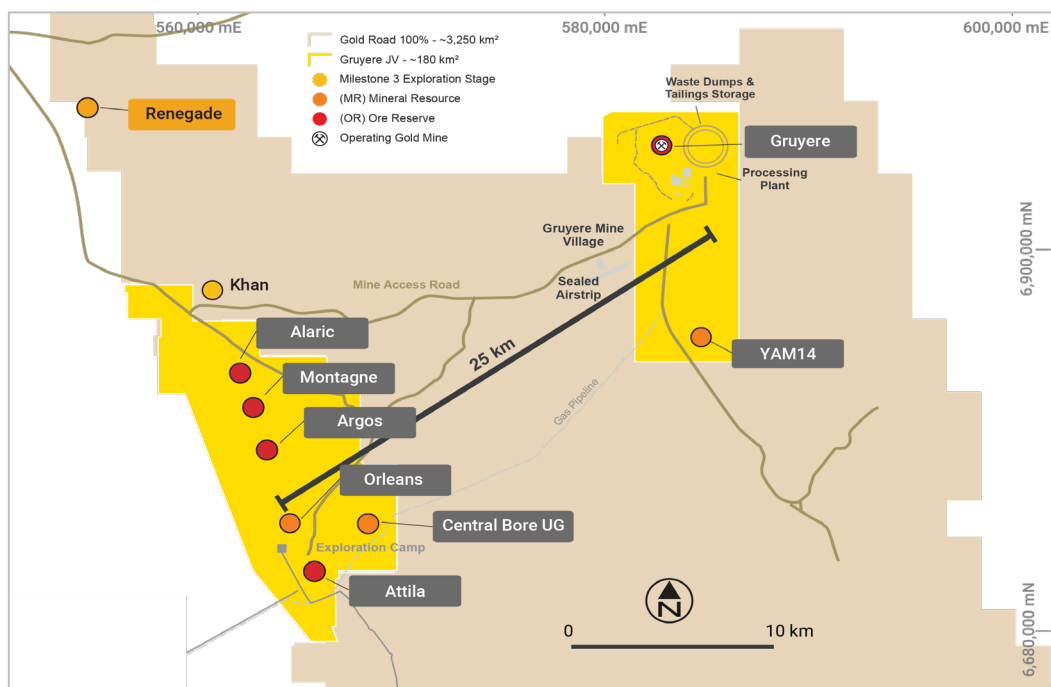 560,000 mE
580,000 mE
600,000 mE
Gold Road 100% - ~3,250 km²
Gruyere JV - ~180 km²
Milestone 3 Exploration Stage
(MR) Mineral Resource
(OR) Ore Reserve
Operating Gold Mine
Renegade
Waste Dumps &
Tailings Storage
Gruyere
Processing
Plant
Gruyere Mine
Village
Sealed
Airstrip
6,900,000 mN
Khan
Mine Access Road
Alaric
25 km
YAM14
Montagne
Gas Pipeline
Argos
Orleans
Central Bore UG
Exploration Camp
Attila
N
0
10 km
6,680,000 mN